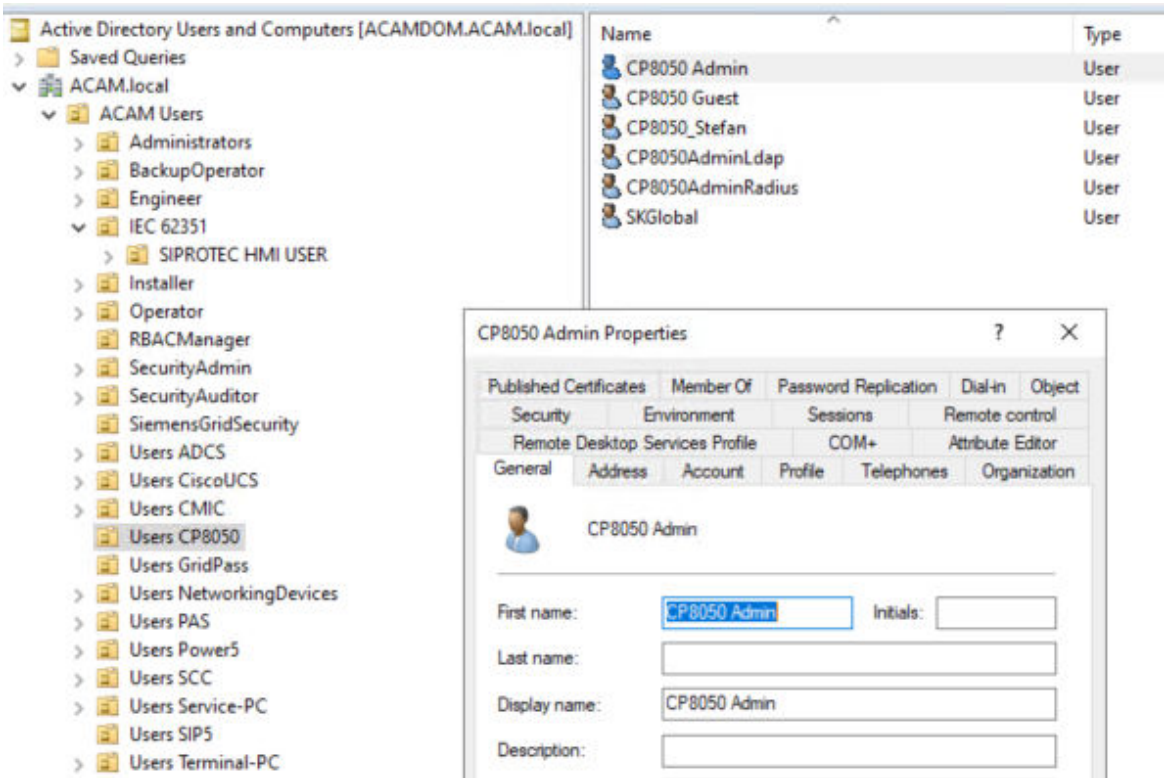 Active Directory Users and Computers [ACAMDOM.ACAM.local]
Saved Queries
ACAM.local
ACAM Users
Administrators
BackupOperator
Engineer
IEC 62351
SIPROTEC HMI USER
Installer
Operator
RBACManager
SecurityAdmin
SecurityAuditor
SiemensGridSecurity
Users ADCS
Users CiscoUCS
Users CMIC
Users CP8050
Users GridPass
Users NetworkingDevices
Users PAS
Users Power5
Users SCC
Users Service-PC
Users SIP5
Users Terminal-PC
Name Type
CP8050 Admin User
CP8050 Guest User
CP8050_Stefan User
CP8050AdminLdap User
CP8050AdminRadius User
SKGlobal User
CP8050 Admin Properties ? X
Published Certificates Member Of Password Replication Dial-in Object
Security Environment Sessions Remote control
Remote Desktop Services Profile COM+ Attribute Editor
General Address Account Profile Telephones Organization
CP8050 Admin
First name: CP8050 Admin Initials:
Last name:
Display name: CP8050 Admin
Description: